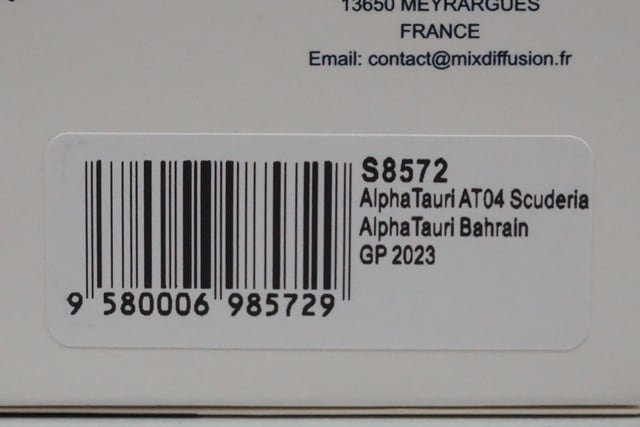 13650 MEYRARGUES
FRANCE
Email: contact@mixdiffusion.fr
S8572
AlphaTauri AT04 Scuderia
AlphaTauri Bahrain
GP 2023
9 580006 985729